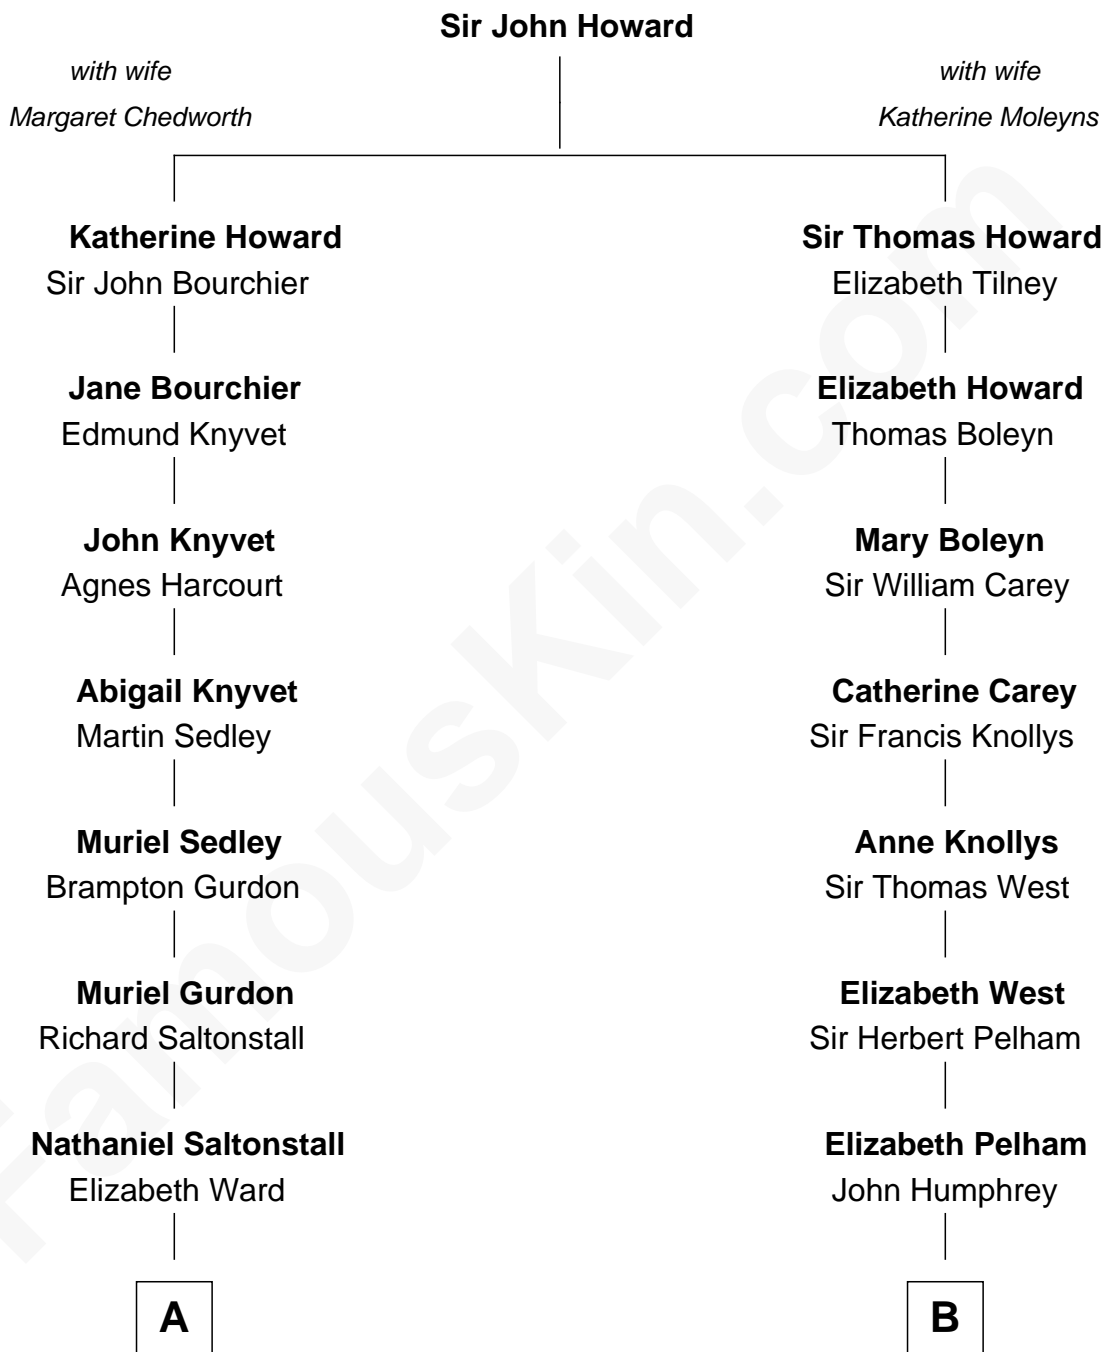 Sir John Howard
with wife
Margaret Chedworth
with wife
Katherine Moleyns
Katherine Howard
Sir John Bourchier
Sir Thomas Howard
Elizabeth Tilney
Jane Bourchier
Edmund Knyvet
Elizabeth Howard
Thomas Boleyn
John Knyvet
Agnes Harcourt
Mary Boleyn
Sir William Carey
Abigail Knyvet
Martin Sedley
Catherine Carey
Sir Francis Knollys
Muriel Sedley
Brampton Gurdon
Anne Knollys
Sir Thomas West
Muriel Gurdon
Richard Saltonstall
Elizabeth West
Sir Herbert Pelham
Nathaniel Saltonstall
Elizabeth Ward
Elizabeth Pelham
John Humphrey
A
B
FamousKin.com